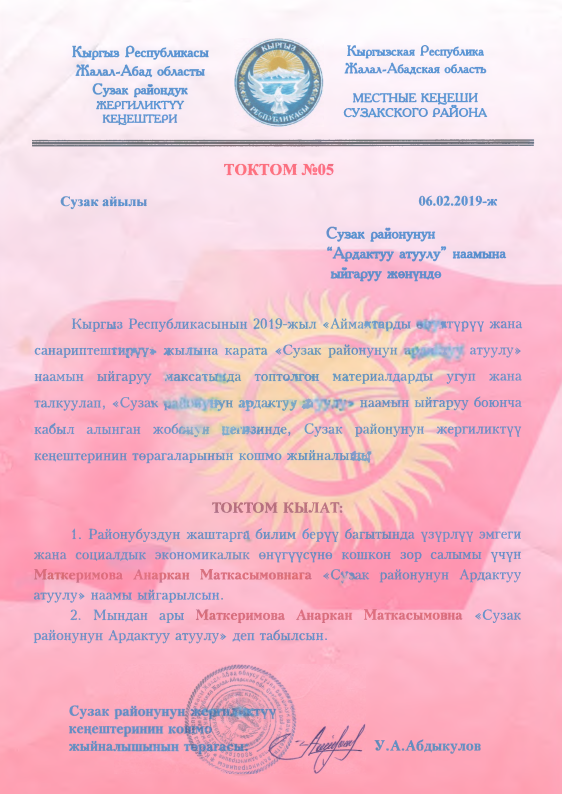 Кыргыз Республикасы
Жалал-Абад областы
Сузак райондук
ЖЕРГИЛИКТҮҮ
КЕҢЕШТЕРИ
КЫРГЫЗ
РЕСПУБЛИКАСЫ
Кыргызская Республика
Жалал-Абадская область
МЕСТНЫЕ КЕҢЕШИ
СУЗАКСКОГО РАЙОНА
ТОКТОМ №05
Сузак айылы 06.02.2019-ж
Сузак районунун
“Ардактуу атуулу” наамына
ыйгаруу жөнүндө
Кыргыз Республикасынын 2019-жыл «Аймактарды өнүктүрүү жана
санариптештирүү» жылына карата «Сузак районунун ардактуу атуулу»
наамын ыйгаруу максатында топтолгон материалдарды угуп жана
талкуулап, «Сузак районунун ардактуу атуулу» наамын ыйгаруу боюнча
кабыл алынган жобонун негизинде, Сузак районунун жергиликтүү
кеңештеринин төрагаларынын кошмо жыйналышы
ТОКТОМ КЫЛАТ:
1. Районубуздун жаштарга билим берүү багытында үзүрлүү эмгеги
жана социалдык экономикалык өнүгүүсүнө кошкон зор салымы үчүн
Маткеримова Анаркан Маткасымовнага «Сузак районунун Ардактуу
атуулу» наамы ыйгарылсын.
2. Мындан ары Маткеримова Анаркан Маткасымовна «Сузак
районунун Ардактуу атуулу» деп табылсын.
Сузак районунун жергиликтүү
кеңештеринин кошмо
жыйналышынын төрагасы: У.А.Абдыкулов